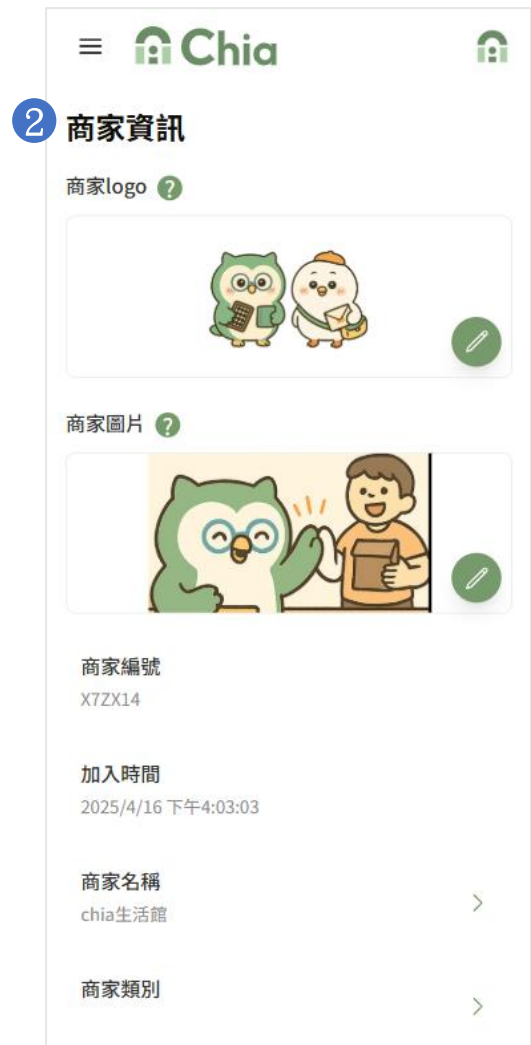 Chia
2
商家資訊
商家logo ?
商家圖片 ?
商家編號
X7ZX14
加入時間
2025/4/16 下午4:03:03
商家名稱
chia生活館
商家類別